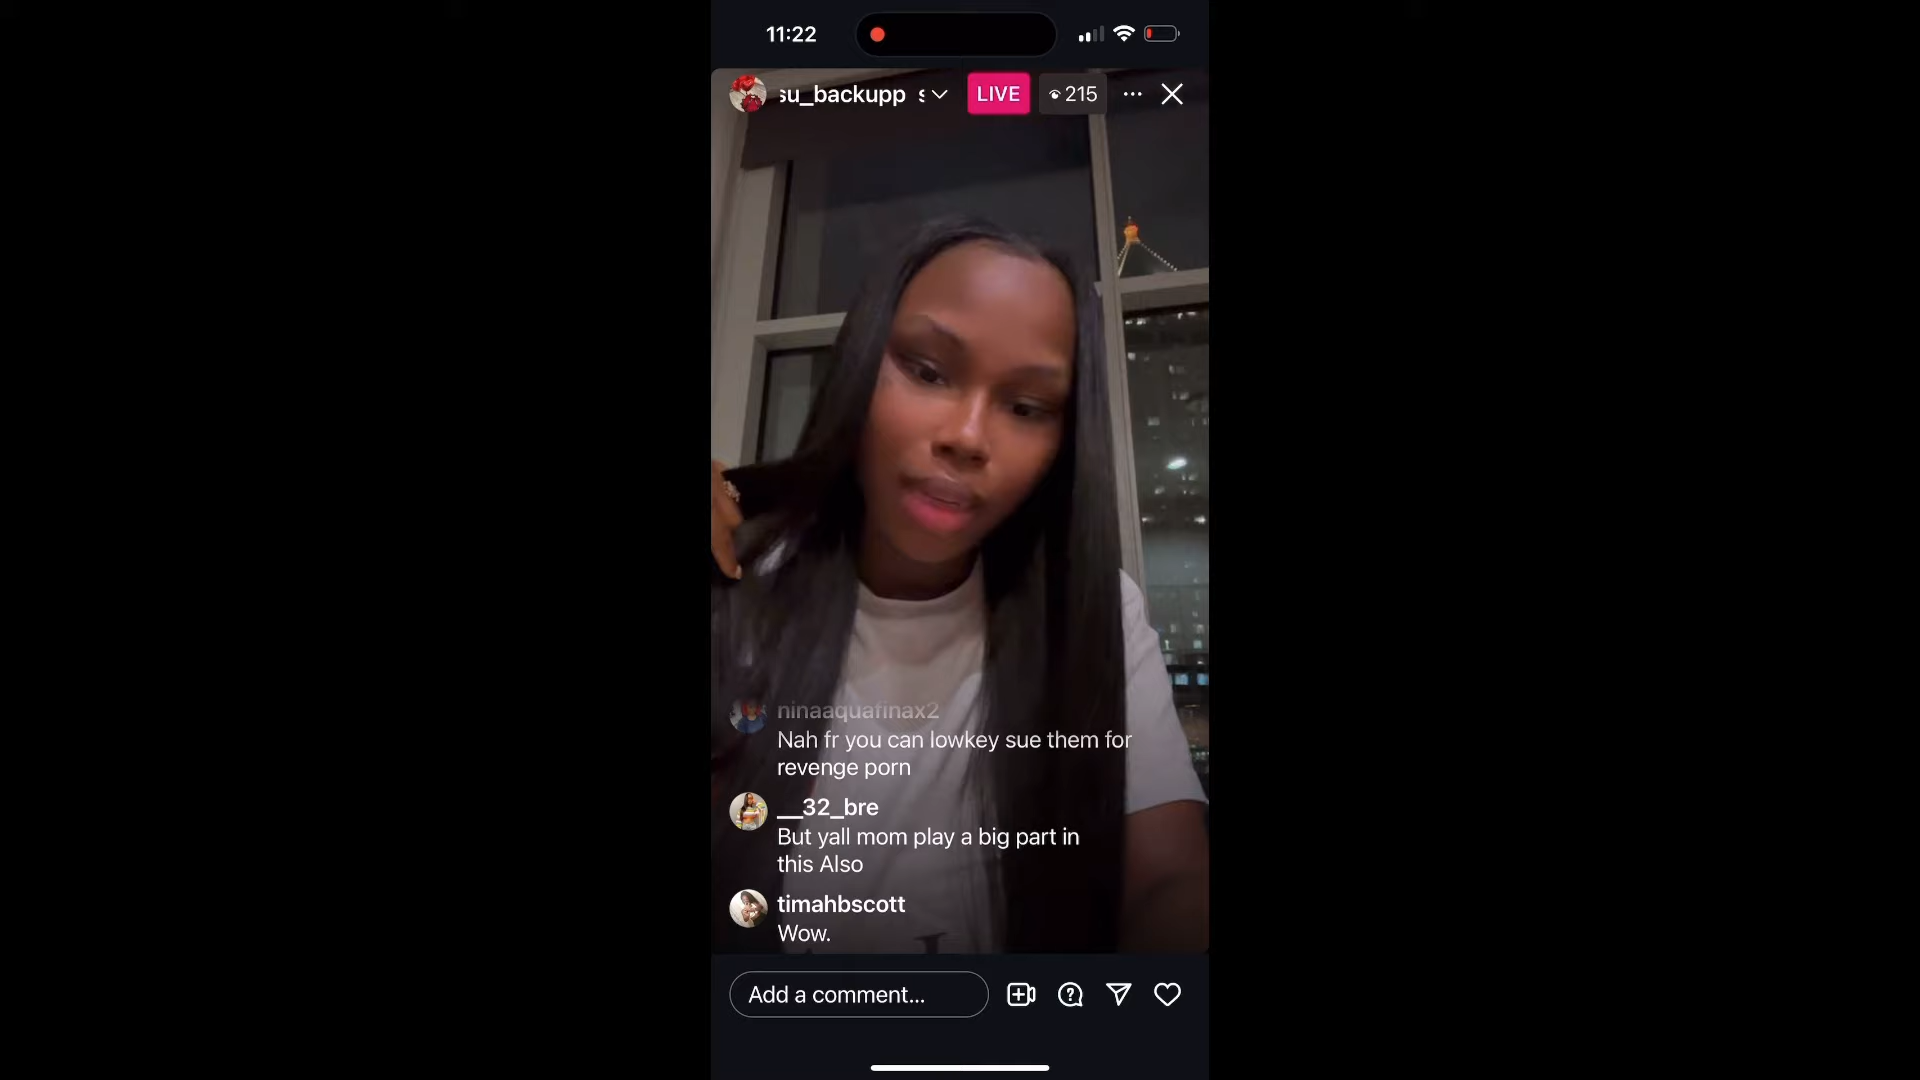 11:22
su_backupp s
LIVE
215
ninaaquafinax2
Nah fr you can lowkey sue them for
revenge porn
__32_bre
But yall mom play a big part in
this Also
timahbscott
Wow.
Add a comment...